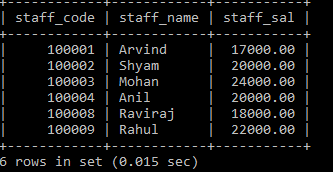 +------------+------------+-----------+
| staff_code | staff_name | staff_sal |
+------------+------------+-----------+
|     100001 | Arvind     |  17000.00 |
|     100002 | Shyam      |  20000.00 |
|     100003 | Mohan      |  24000.00 |
|     100004 | Anil       |  20000.00 |
|     100008 | Raviraj    |  18000.00 |
|     100009 | Rahul      |  22000.00 |
+------------+------------+-----------+
6 rows in set (0.015 sec)